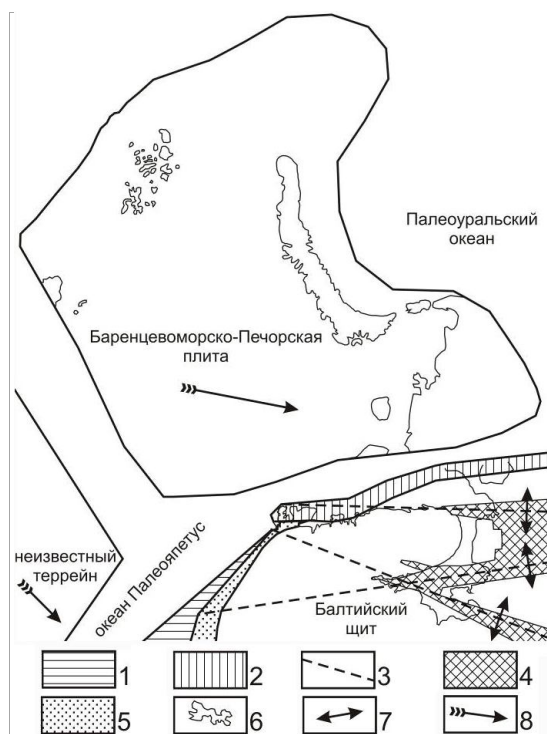 Палеоуральский
океан
Баренцевоморско-Печорская
плита
неизвестный
террейн
океан Палеояпетус
Балтийский
щит
1
2
3
4
5
6
7
8